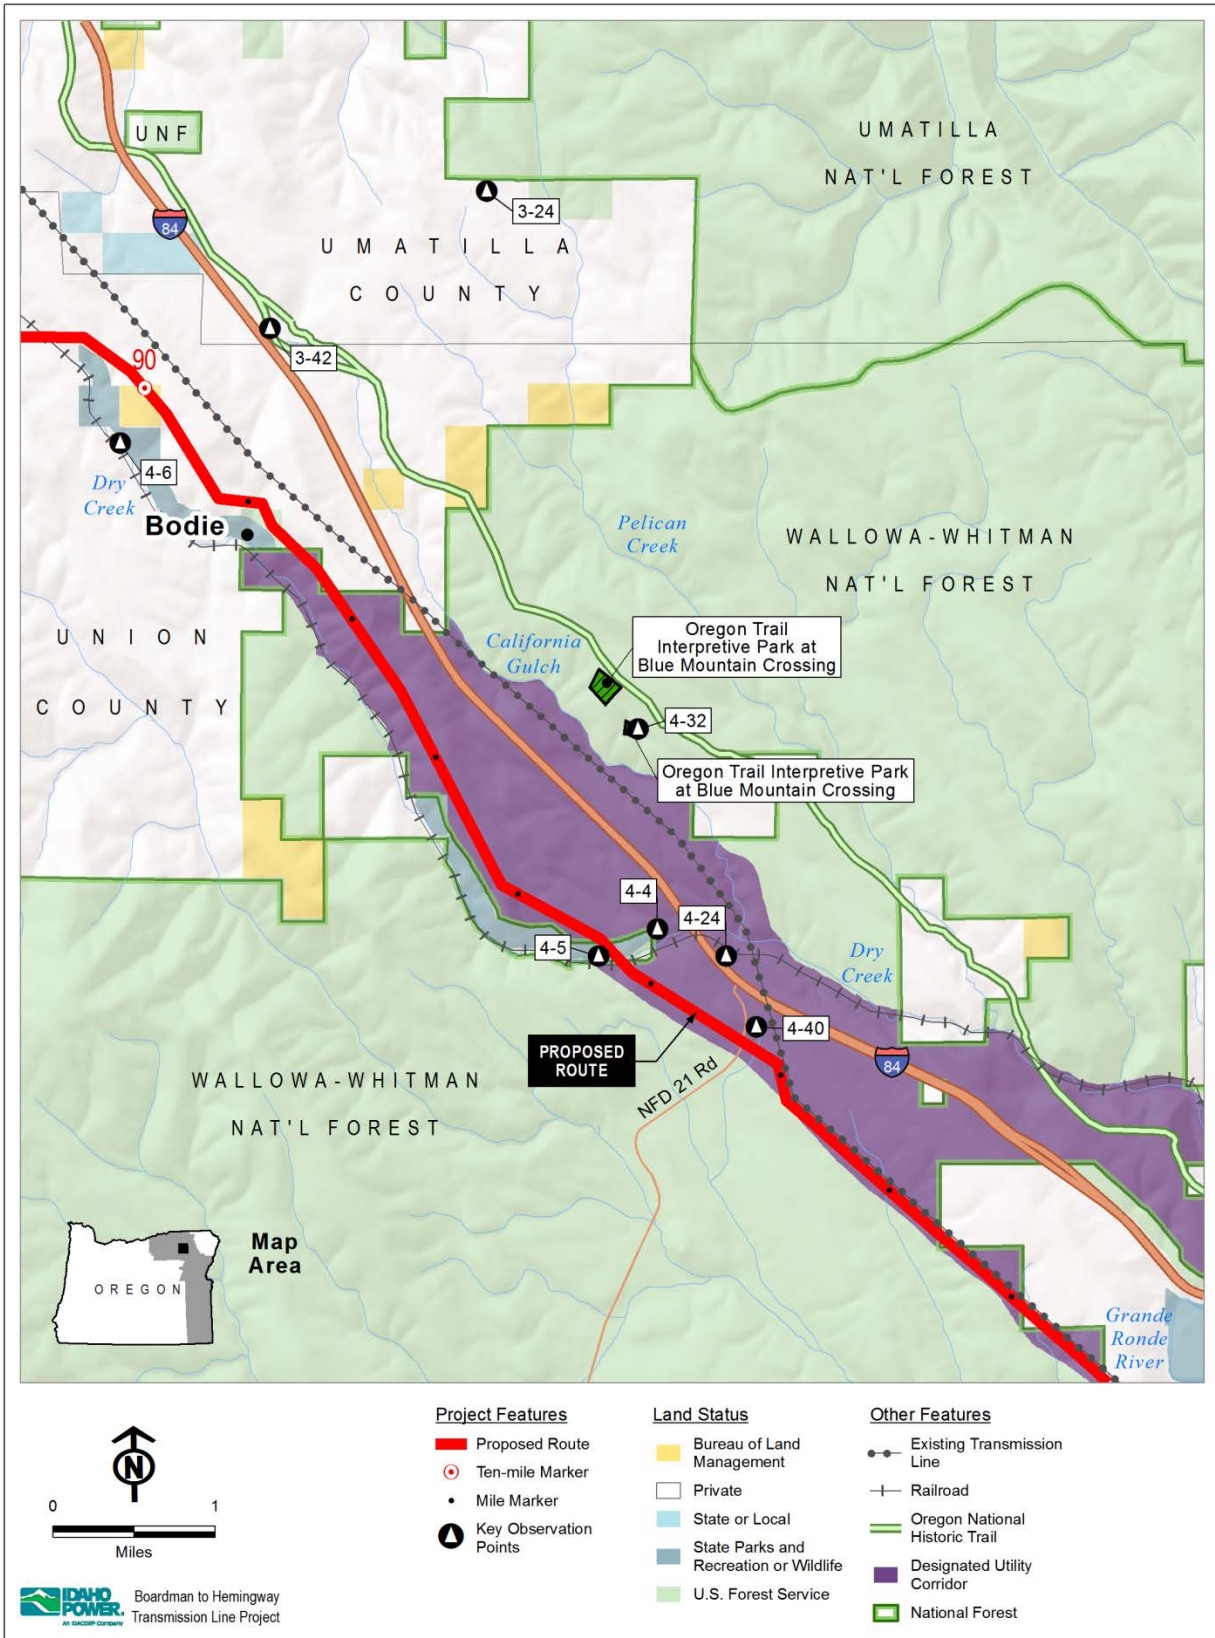 UNF
UMATILLA
NAT'L FOREST
3-24
84
UMATILLA
COUNTY
3-42
90
4-6
Dry
Creek
Bodie
Pelican
Creek
WALLOWA-WHITMAN
NAT'L FOREST
UNION
COUNTY
California
Gulch
Oregon Trail
Interpretive Park at
Blue Mountain Crossing
4-32
Oregon Trail Interpretive Park
at Blue Mountain Crossing
4-4
4-24
4-5
Dry
Creek
4-40
PROPOSED
ROUTE
84
NFD 21 Rd
WALLOWA-WHITMAN
NAT'L FOREST
Map
Area
OREGON
Grande
Ronde
River
N
0 1
Miles
IDAHO
POWER.
An IDACORP Company
Boardman to Hemingway
Transmission Line Project
Project Features
Proposed Route
Ten-mile Marker
Mile Marker
Key Observation
Points
Land Status
Bureau of Land
Management
Private
State or Local
State Parks and
Recreation or Wildlife
U.S. Forest Service
Other Features
Existing Transmission
Line
Railroad
Oregon National
Historic Trail
Designated Utility
Corridor
National Forest